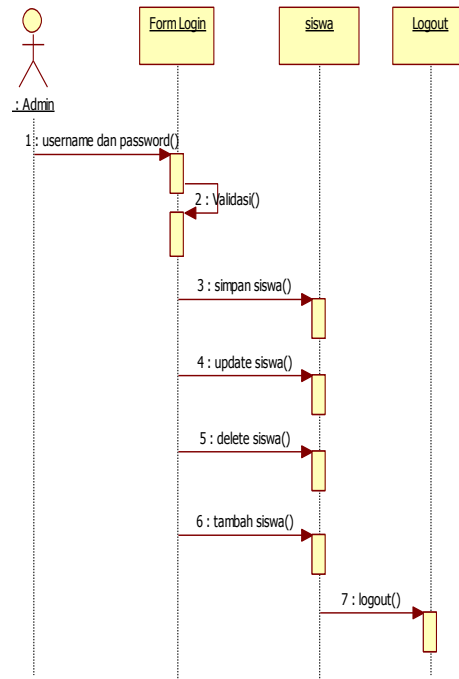 Form Login
siswa
Logout
: Admin
1 : username dan password()
2 : Validasi()
3 : simpan siswa()
4 : update siswa()
5 : delete siswa()
6 : tambah siswa()
7 : logout()